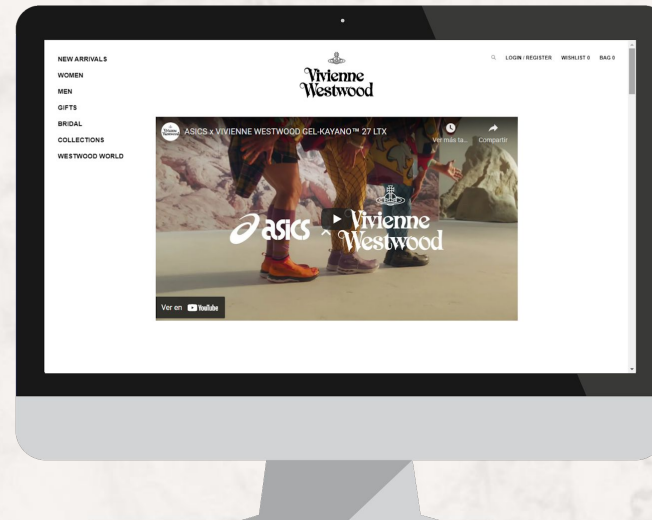 NEW ARRIVALS
WOMEN
MEN
GIFTS
BRIDAL
COLLECTIONS
WESTWOOD WORLD
Vivienne
Westwood
LOGIN / REGISTER WISHLIST 0 BAG 0
ASICS x VIVIENNE WESTWOOD GEL-KAYANO™ 27 LTX
Ver más ta... Compartir
asics x Vivienne
Westwood
Ver en YouTube